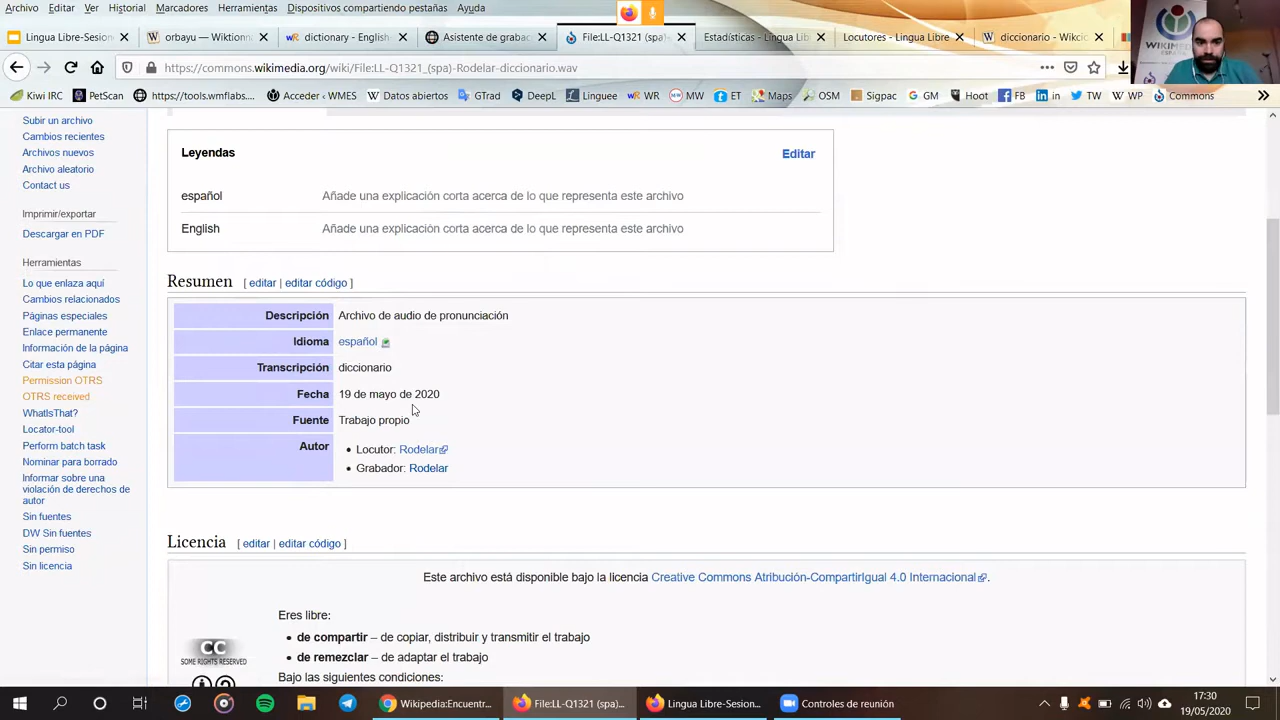 Archivo Editar Ver Historial Marcadores Herramientas Dispositivos compartiendo pestañas Ayuda
Lingua Libre-Sesion
orbayu — Wiktionn
dictionary - English
Asistente de grabac
File:LL-Q1321 (spa)-
Estadísticas - Lingua Lib
Locutores - Lingua Libre
diccionario - Wikcio
https://commons.wikimedia.org/wiki/File:LL-Q1321_(spa)-Rodelar-diccionario.wav
WIKIMEDIA
ESPAÑA
Kiwi IRC PetScan https://tools.wmflabs... Acceder ‹ WMES Datos abiertos GTrad DeepL Linguee WR MW ET Maps OSM Sigpac GM Hoot FB in TW WP Commons
Subir un archivo
Cambios recientes
Archivos nuevos
Archivo aleatorio
Contact us
Imprimir/exportar
Descargar en PDF
Herramientas
Lo que enlaza aquí
Cambios relacionados
Páginas especiales
Enlace permanente
Información de la página
Citar esta página
Permission OTRS
OTRS received
WhatIsThat?
Locator-tool
Perform batch task
Nominar para borrado
Informar sobre una
violación de derechos de
autor
Sin fuentes
DW Sin fuentes
Sin permiso
Sin licencia
Leyendas Editar
español Añade una explicación corta acerca de lo que representa este archivo
English Añade una explicación corta acerca de lo que representa este archivo
Resumen [ editar | editar código ]
Descripción Archivo de audio de pronunciación
Idioma español
Transcripción diccionario
Fecha 19 de mayo de 2020
Fuente Trabajo propio
Autor
• Locutor: Rodelar
• Grabador: Rodelar
Licencia [ editar | editar código ]
Este archivo está disponible bajo la licencia Creative Commons Atribución-CompartirIgual 4.0 Internacional.
Eres libre:
• de compartir – de copiar, distribuir y transmitir el trabajo
• de remezclar – de adaptar el trabajo
Bajo las siguientes condiciones:
CC
SOME RIGHTS RESERVED
Wikipedia:Encuentr...
File:LL-Q1321 (spa)...
Lingua Libre-Sesion...
Controles de reunión
17:30
19/05/2020